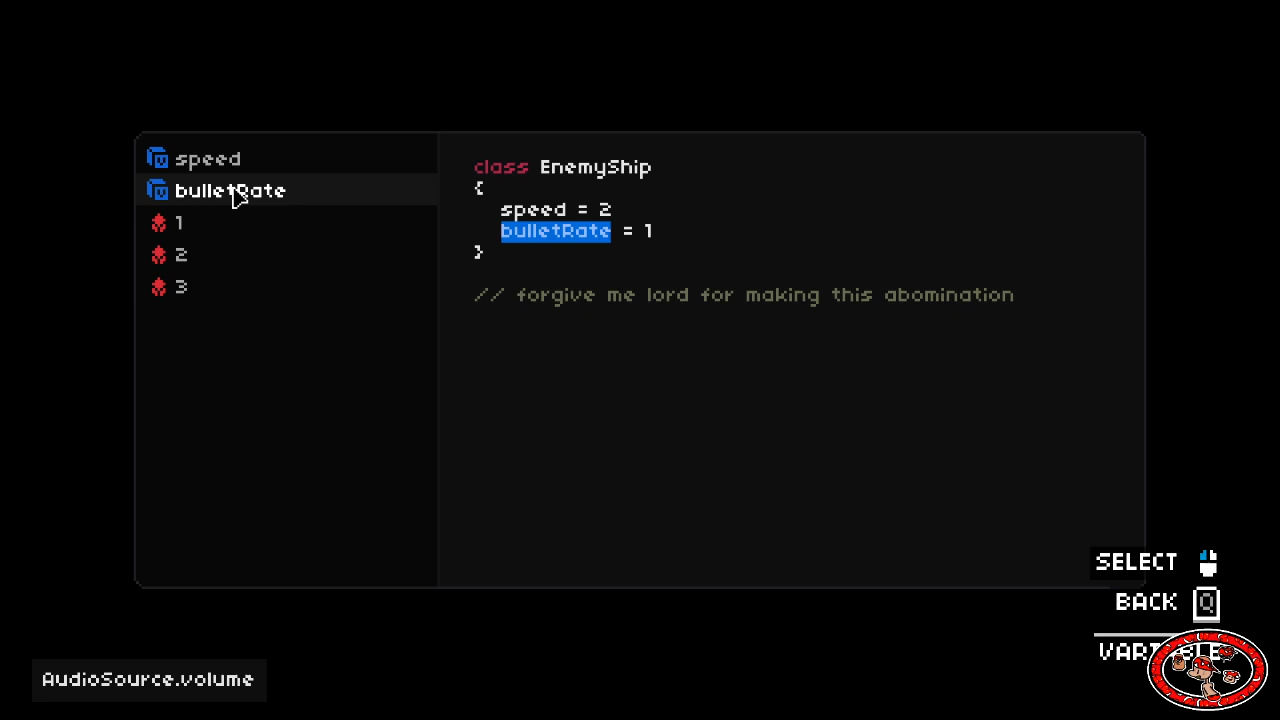 speed
bulletRate
1
2
3
class EnemyShip
{
speed = 2
bulletRate = 1
}
// forgive me lord for making this abomination
SELECT
BACK Q
AudioSource.volume